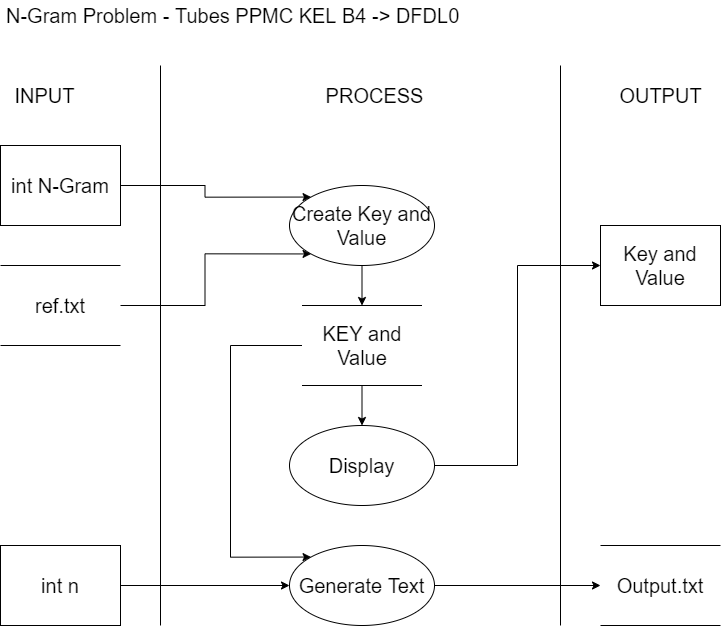 N-Gram Problem - Tubes PPMC KEL B4 -> DFDL0
INPUT
PROCESS
OUTPUT
int N-Gram
Create Key and
Value
Key and
Value
ref.txt
KEY and
Value
Display
int n
Generate Text
Output.txt